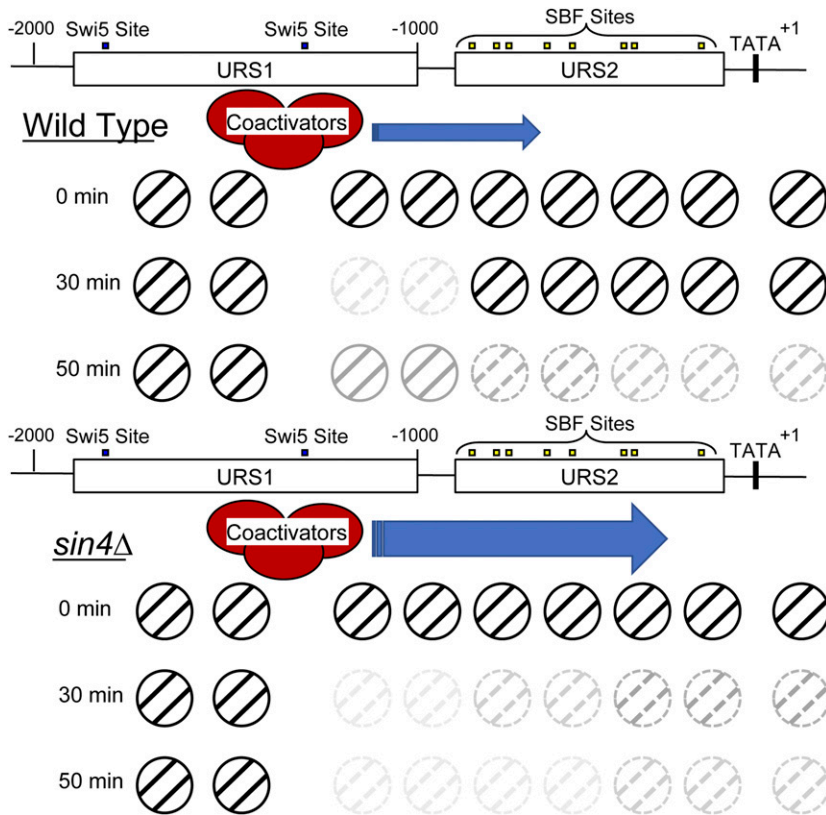 SBF Sites
-2000 Swi5 Site Swi5 Site -1000 TATA +1
URS1 URS2
Wild Type
Coactivators
0 min
30 min
50 min
SBF Sites
-2000 Swi5 Site Swi5 Site -1000 TATA +1
URS1 URS2
Coactivators
sin4Δ
0 min
30 min
50 min